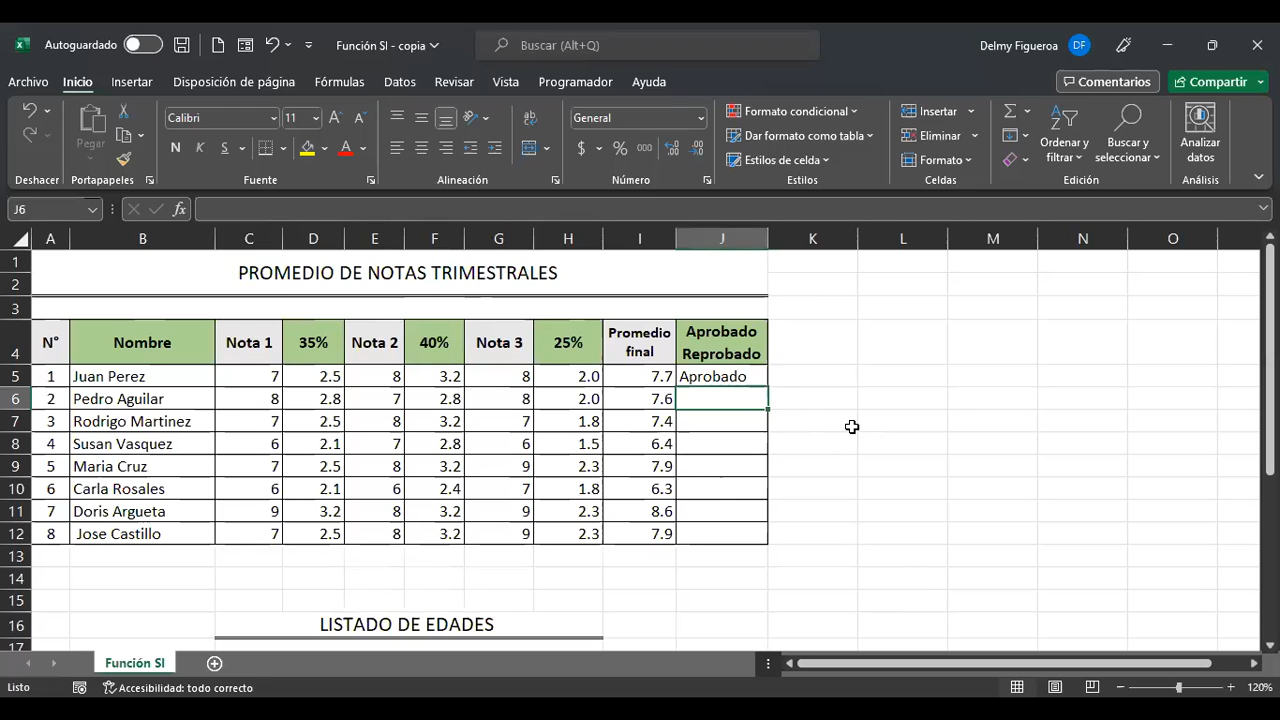 Autoguardado Función SI - copia Buscar (Alt+Q) Delmy Figueroa DF
Archivo Inicio Insertar Disposición de página Fórmulas Datos Revisar Vista Programador Ayuda Comentarios Compartir
Pegar Calibri 11 General Formato condicional Insertar
N K S $ % 000 Dar formato como tabla Eliminar Ordenar y filtrar Buscar y seleccionar Analizar datos
Estilos de celda Formato
Deshacer Portapapeles Fuente Alineación Número Estilos Celdas Edición Análisis
J6 fx
A B C D E F G H I J K L M N O
1 PROMEDIO DE NOTAS TRIMESTRALES
2
3
4 N° Nombre Nota 1 35% Nota 2 40% Nota 3 25% Promedio final Aprobado Reprobado
5 1 Juan Perez 7 2.5 8 3.2 8 2.0 7.7 Aprobado
6 2 Pedro Aguilar 8 2.8 7 2.8 8 2.0 7.6
7 3 Rodrigo Martinez 7 2.5 8 3.2 7 1.8 7.4
8 4 Susan Vasquez 6 2.1 7 2.8 6 1.5 6.4
9 5 Maria Cruz 7 2.5 8 3.2 9 2.3 7.9
10 6 Carla Rosales 6 2.1 6 2.4 7 1.8 6.3
11 7 Doris Argueta 9 3.2 8 3.2 9 2.3 8.6
12 8 Jose Castillo 7 2.5 8 3.2 9 2.3 7.9
13
14
15
16 LISTADO DE EDADES
17
Función SI
Listo Accesibilidad: todo correcto 120%